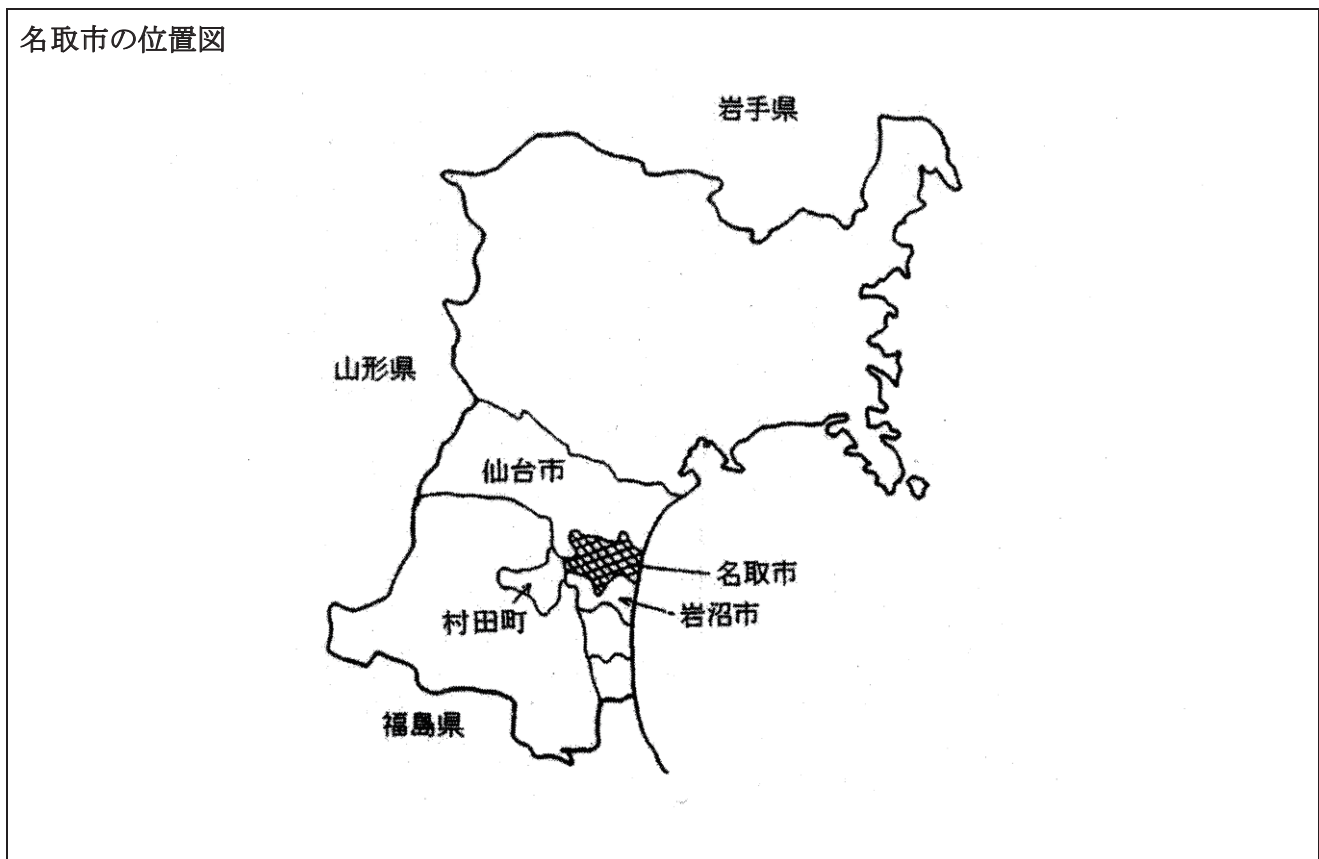 名取市の位置図
岩手県
山形県
仙台市
名取市
岩沼市
村田町
福島県